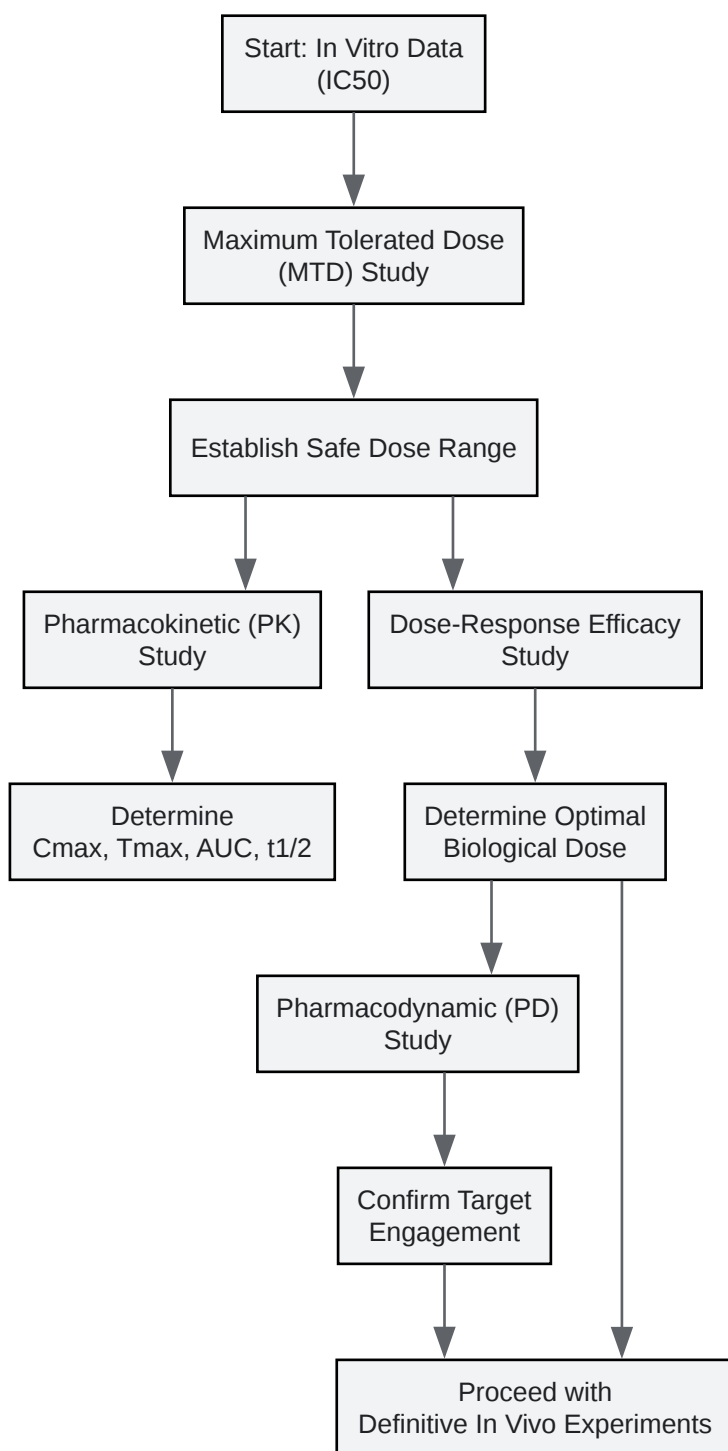 Start: In Vitro Data
(IC50)
Maximum Tolerated Dose
(MTD) Study
Establish Safe Dose Range
Pharmacokinetic (PK)
Study
Dose-Response Efficacy
Study
Determine
Cmax, Tmax, AUC, t1/2
Determine Optimal
Biological Dose
Pharmacodynamic (PD)
Study
Confirm Target
Engagement
Proceed with
Definitive In Vivo Experiments